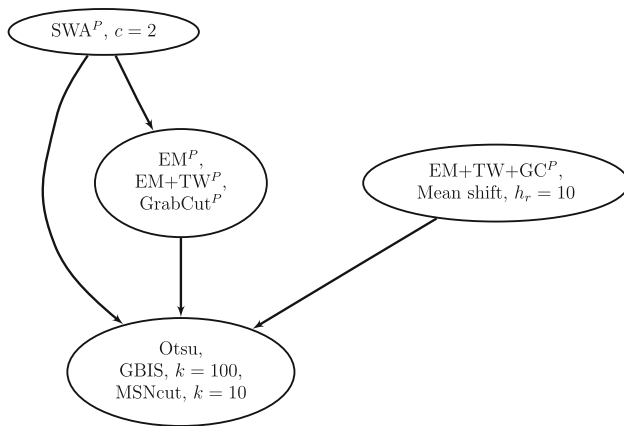 SWA^P, c = 2
EM^P,
EM+TW^P,
GrabCut^P
EM+TW+GC^P,
Mean shift, h_r = 10
Otsu,
GBIS, k = 100,
MSNcut, k = 10